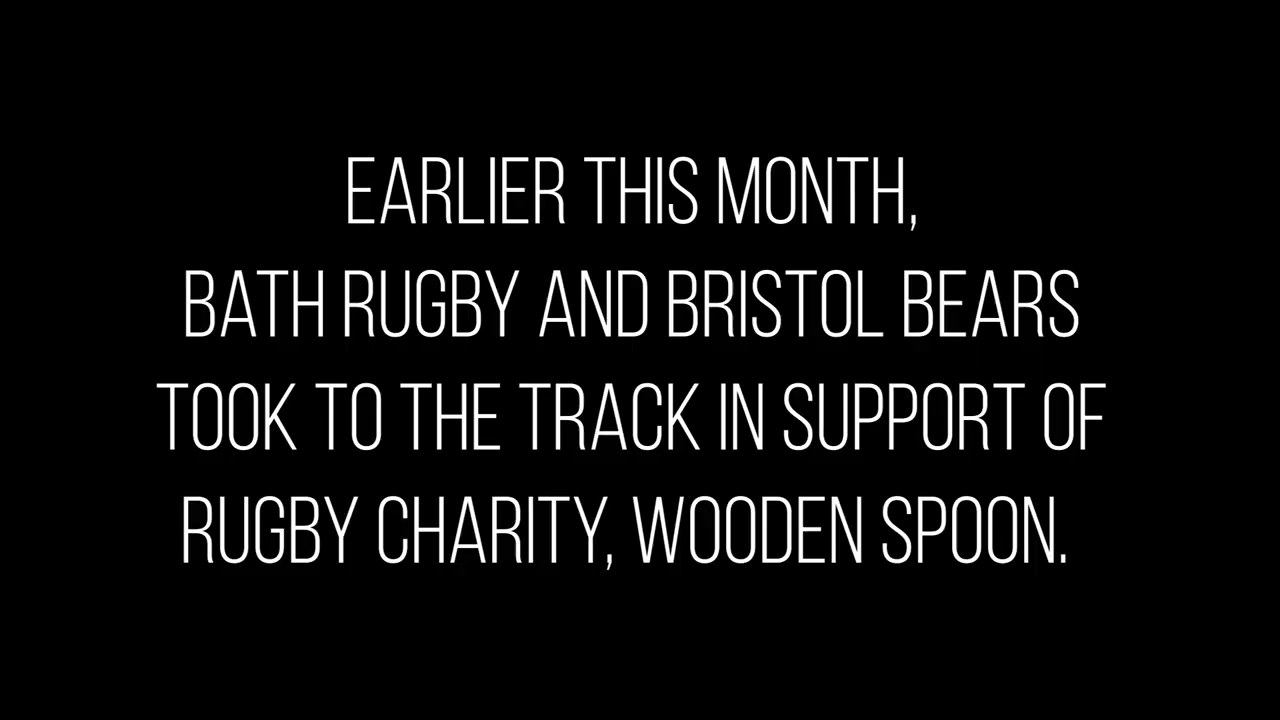 EARLIER THIS MONTH,
BATH RUGBY AND BRISTOL BEARS
TOOK TO THE TRACK IN SUPPORT OF
RUGBY CHARITY, WOODEN SPOON.